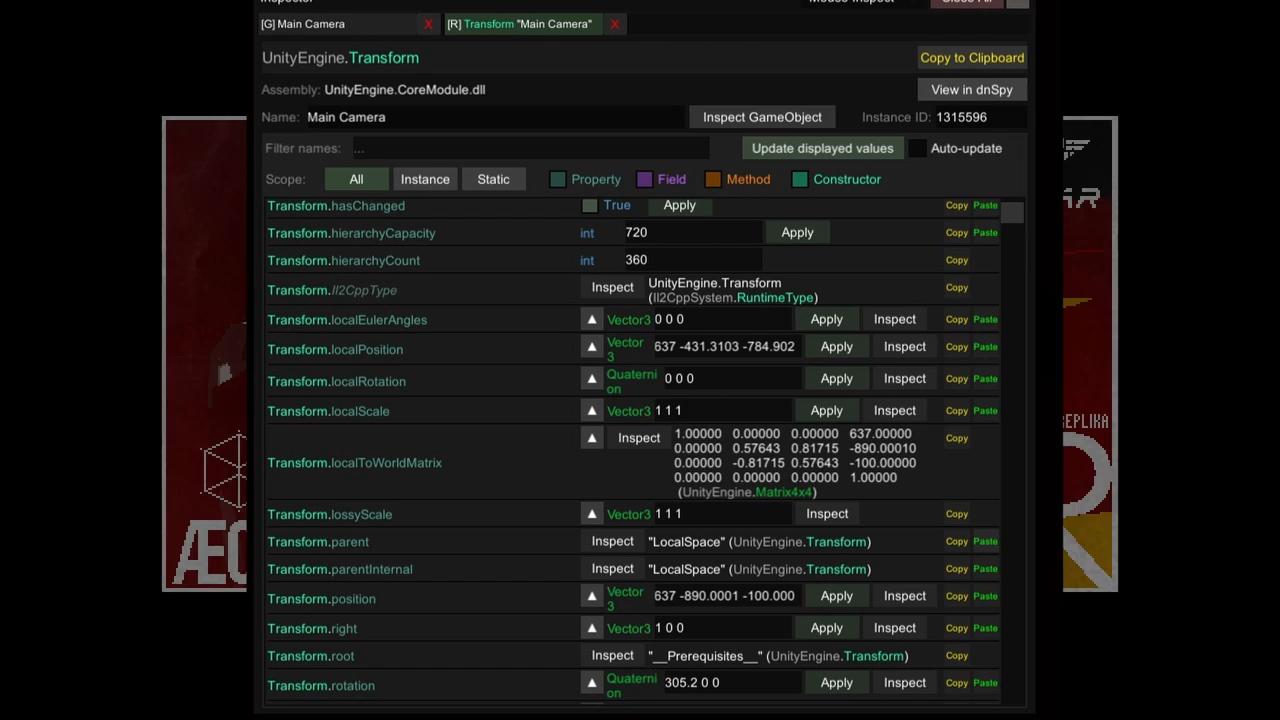 Inspector Mouse Inspect Close All
[G] Main Camera X [R] Transform "Main Camera" X
UnityEngine.Transform Copy to Clipboard
Assembly: UnityEngine.CoreModule.dll View in dnSpy
Name: Main Camera Inspect GameObject Instance ID: 1315596
Filter names: ... Update displayed values Auto-update
Scope: All Instance Static Property Field Method Constructor
Transform.hasChanged True Apply Copy Paste
Transform.hierarchyCapacity int 720 Apply Copy Paste
Transform.hierarchyCount int 360 Copy
Transform.Il2CppType Inspect UnityEngine.Transform Copy
(Il2CppSystem.RuntimeType)
Transform.localEulerAngles ▲ Vector3 0 0 0 Apply Inspect Copy Paste
Transform.localPosition ▲ Vector 637 -431.3103 -784.902 Apply Inspect Copy Paste
3
Transform.localRotation ▲ Quaterni 0 0 0 Apply Inspect Copy Paste
on
Transform.localScale ▲ Vector3 1 1 1 Apply Inspect Copy Paste
Transform.localToWorldMatrix ▲ Inspect 1.00000 0.00000 0.00000 637.00000 Copy
0.00000 0.57643 0.81715 -890.00010
0.00000 -0.81715 0.57643 -100.00000
0.00000 0.00000 0.00000 1.00000
(UnityEngine.Matrix4x4)
Transform.lossyScale ▲ Vector3 1 1 1 Inspect Copy
Transform.parent Inspect "LocalSpace" (UnityEngine.Transform) Copy Paste
Transform.parentInternal Inspect "LocalSpace" (UnityEngine.Transform) Copy Paste
Transform.position ▲ Vector 637 -890.0001 -100.000 Apply Inspect Copy Paste
3
Transform.right ▲ Vector3 1 0 0 Apply Inspect Copy Paste
Transform.root Inspect "__Prerequisites__" (UnityEngine.Transform) Copy
Transform.rotation ▲ Quaterni 305.2 0 0 Apply Inspect Copy Paste
on
REPLIKA